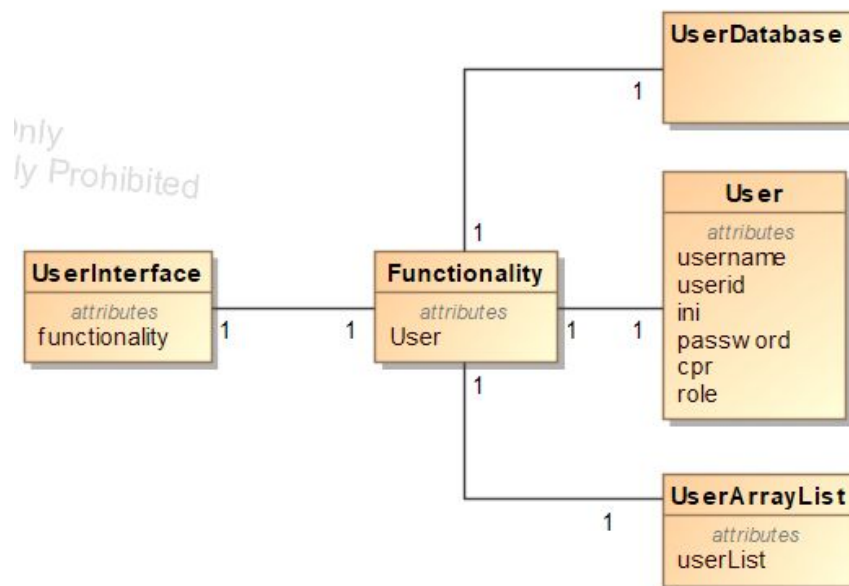 UserDatabase
1
only
ly Prohibited
User
attributes
username
userid
ini
password
cpr
role
1
UserInterface
attributes
functionality
Functionality
attributes
User
1
1
1
1
1
UserArrayList
attributes
userList
1